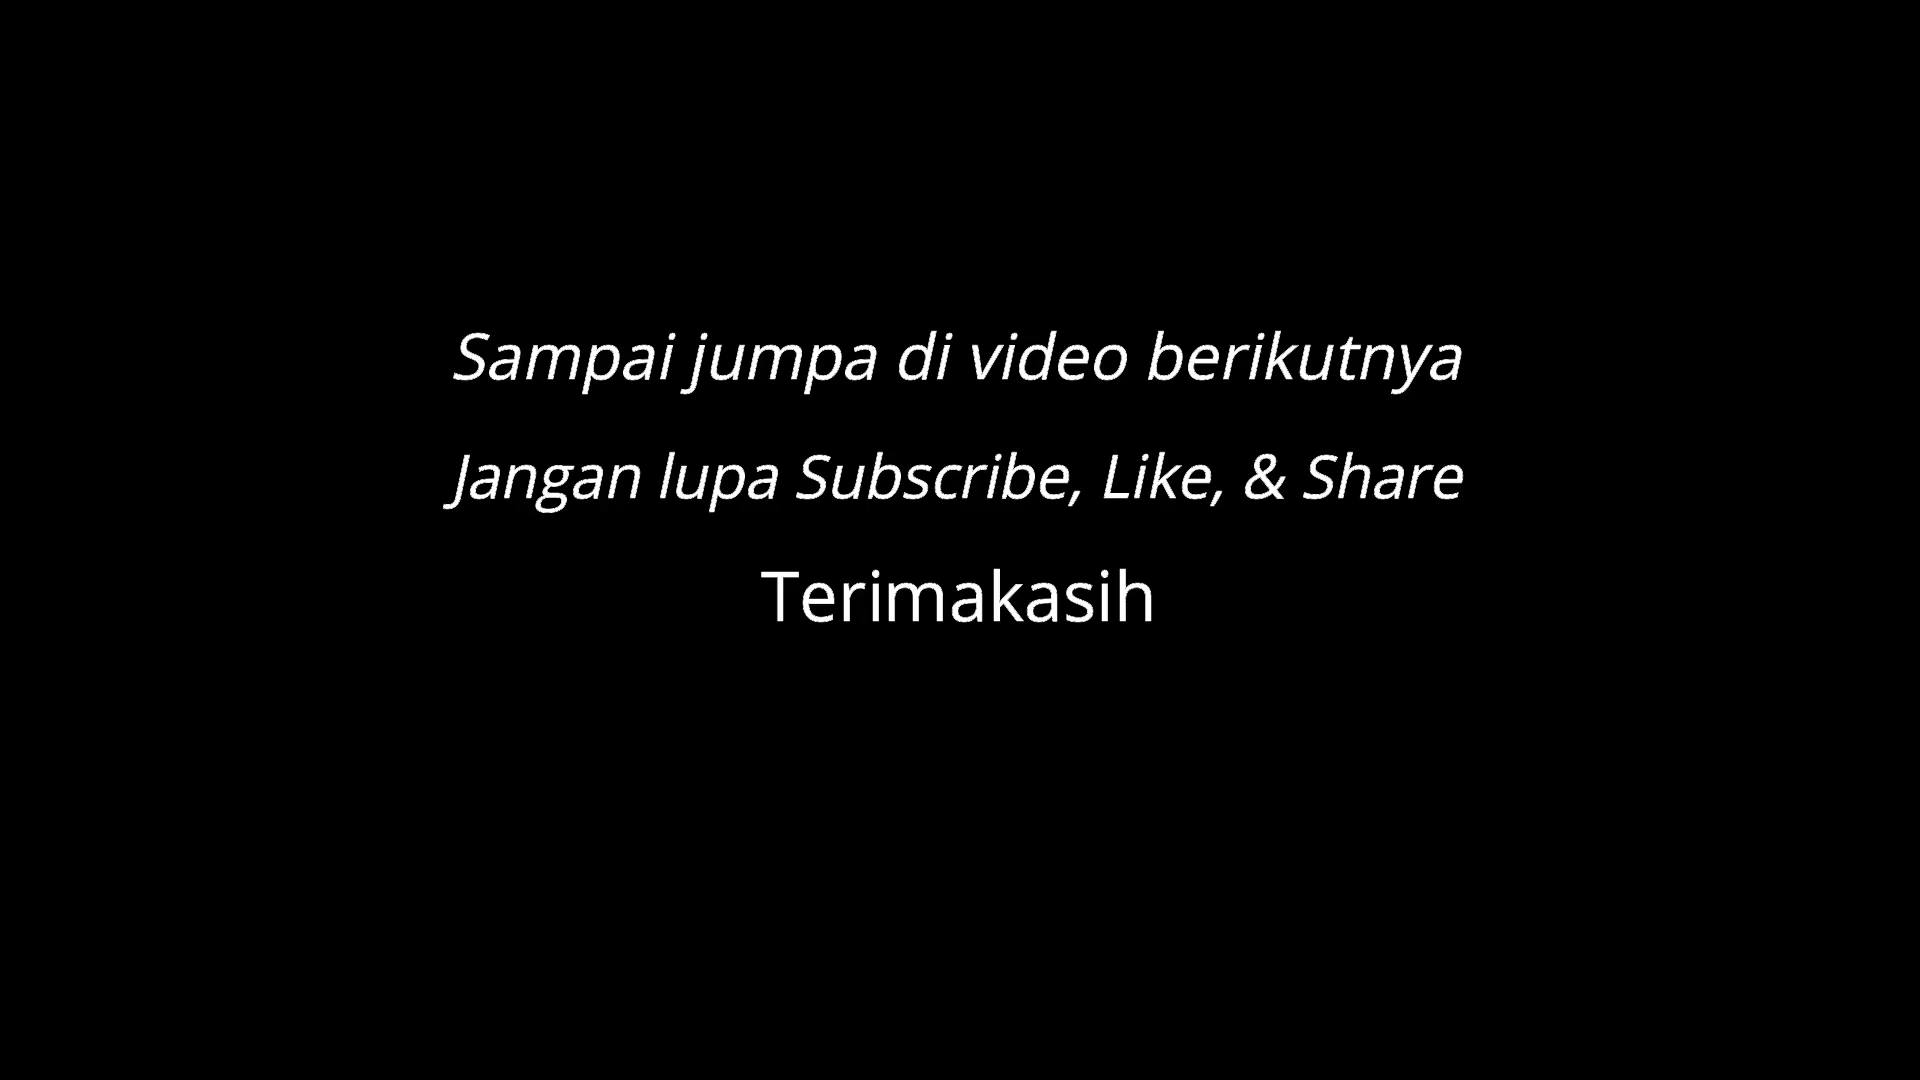 Sampai jumpa di video berikutnya
Jangan lupa Subscribe, Like, & Share
Terimakasih